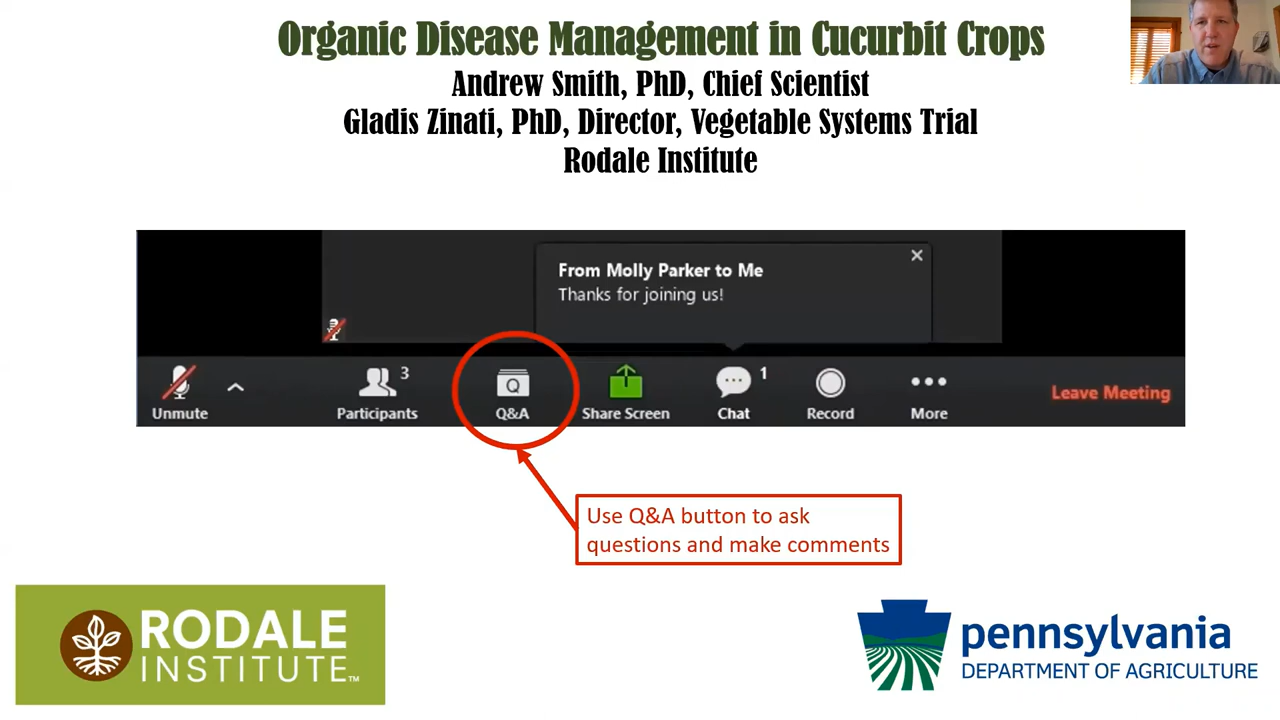 Organic Disease Management in Cucurbit Crops
Andrew Smith, PhD, Chief Scientist
Gladis Zinati, PhD, Director, Vegetable Systems Trial
Rodale Institute
From Molly Parker to Me
Thanks for joining us!
Unmute
Participants 3
Q
Q&A
Share Screen
Chat 1
Record
More
Leave Meeting
Use Q&A button to ask
questions and make comments
RODALE
INSTITUTE™
pennsylvania
DEPARTMENT OF AGRICULTURE